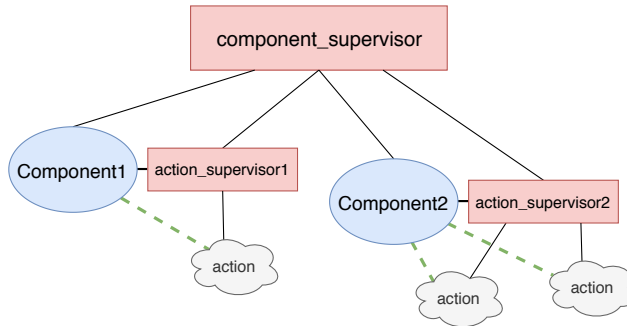 component_supervisor
Component1
action_supervisor1
Component2
action_supervisor2
action
action
action